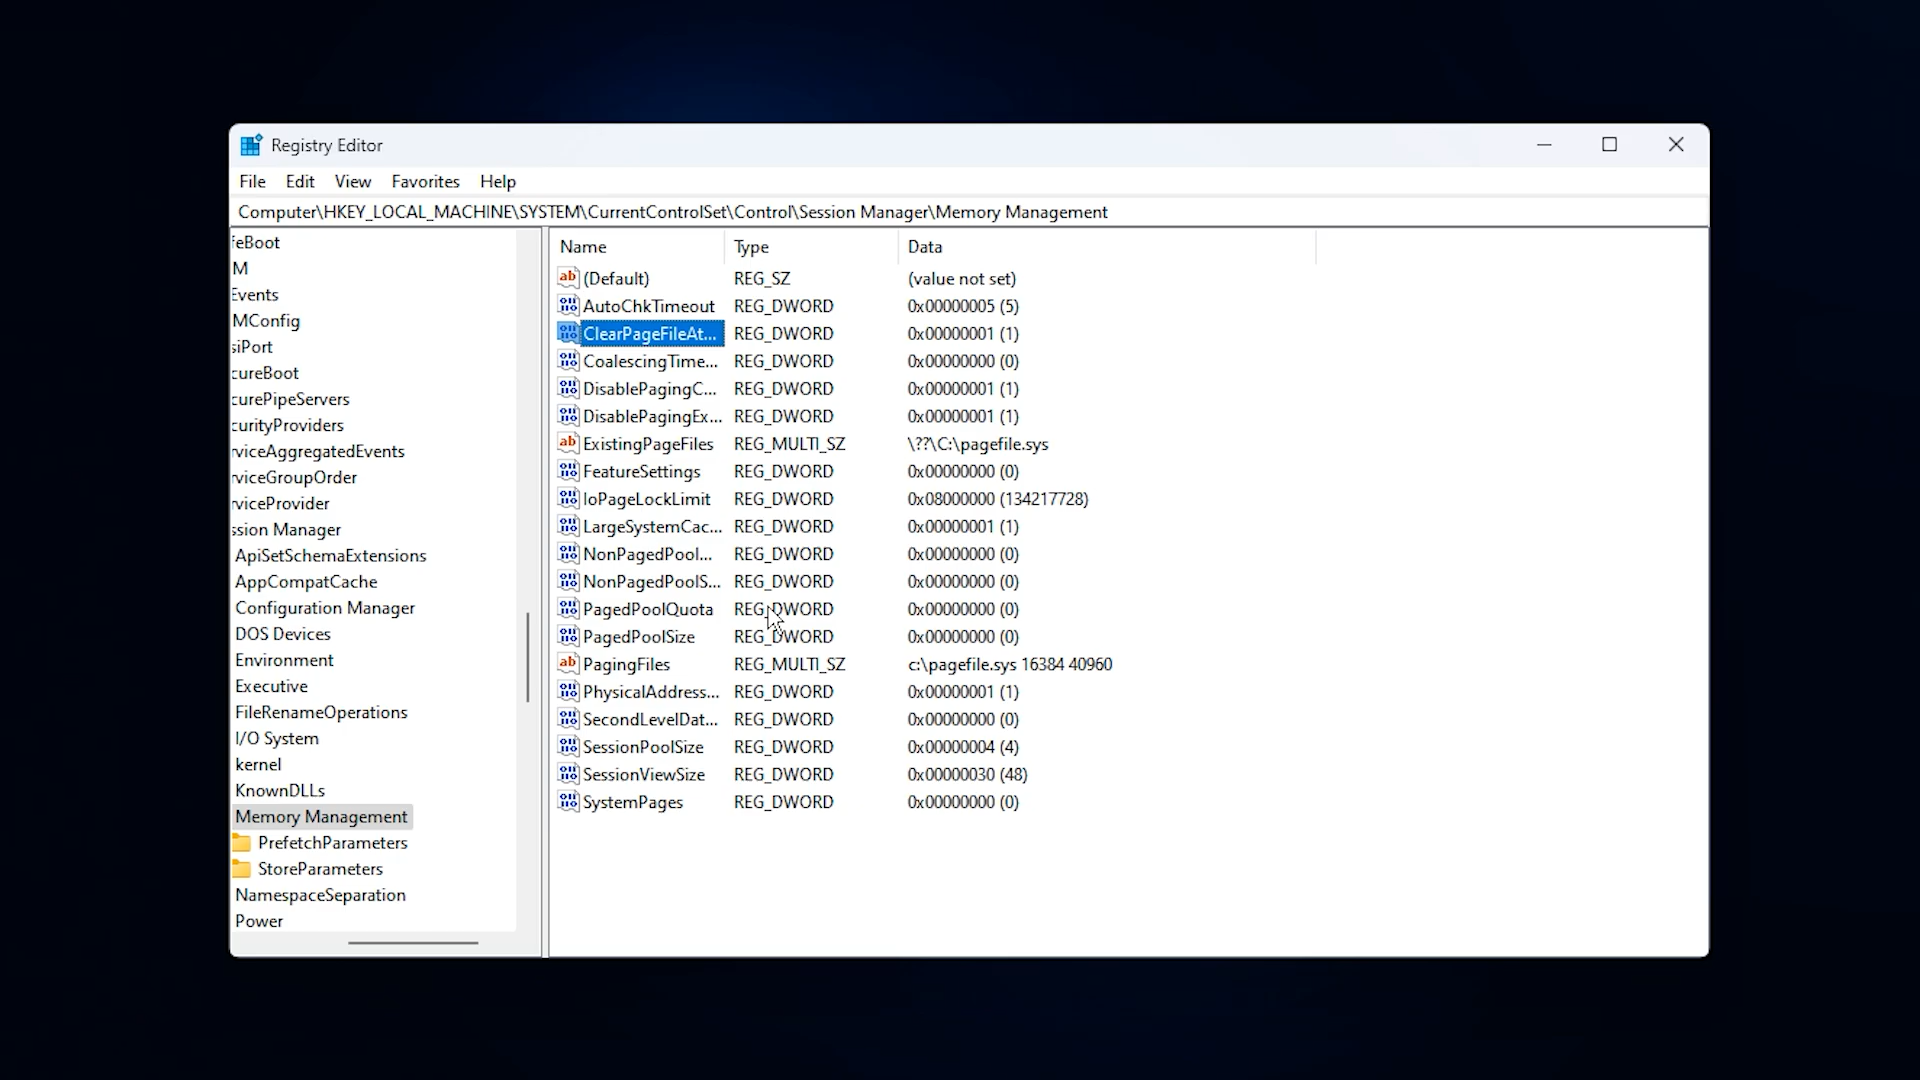 Registry Editor
File Edit View Favorites Help
Computer\HKEY_LOCAL_MACHINE\SYSTEM\CurrentControlSet\Control\Session Manager\Memory Management
feBoot
M
Events
MConfig
siPort
cureBoot
curePipeServers
curityProviders
rviceAggregatedEvents
rviceGroupOrder
rviceProvider
ssion Manager
ApiSetSchemaExtensions
AppCompatCache
Configuration Manager
DOS Devices
Environment
Executive
FileRenameOperations
I/O System
kernel
KnownDLLs
Memory Management
PrefetchParameters
StoreParameters
NamespaceSeparation
Power
Name Type Data
(Default) REG_SZ (value not set)
AutoChkTimeout REG_DWORD 0x00000005 (5)
ClearPageFileAt... REG_DWORD 0x00000001 (1)
CoalescingTime... REG_DWORD 0x00000000 (0)
DisablePagingC... REG_DWORD 0x00000001 (1)
DisablePagingEx... REG_DWORD 0x00000001 (1)
ExistingPageFiles REG_MULTI_SZ \??\C:\pagefile.sys
FeatureSettings REG_DWORD 0x00000000 (0)
IoPageLockLimit REG_DWORD 0x08000000 (134217728)
LargeSystemCac... REG_DWORD 0x00000001 (1)
NonPagedPool... REG_DWORD 0x00000000 (0)
NonPagedPoolS... REG_DWORD 0x00000000 (0)
PagedPoolQuota REG_DWORD 0x00000000 (0)
PagedPoolSize REG_DWORD 0x00000000 (0)
PagingFiles REG_MULTI_SZ c:\pagefile.sys 16384 40960
PhysicalAddress... REG_DWORD 0x00000001 (1)
SecondLevelDat... REG_DWORD 0x00000000 (0)
SessionPoolSize REG_DWORD 0x00000004 (4)
SessionViewSize REG_DWORD 0x00000030 (48)
SystemPages REG_DWORD 0x00000000 (0)